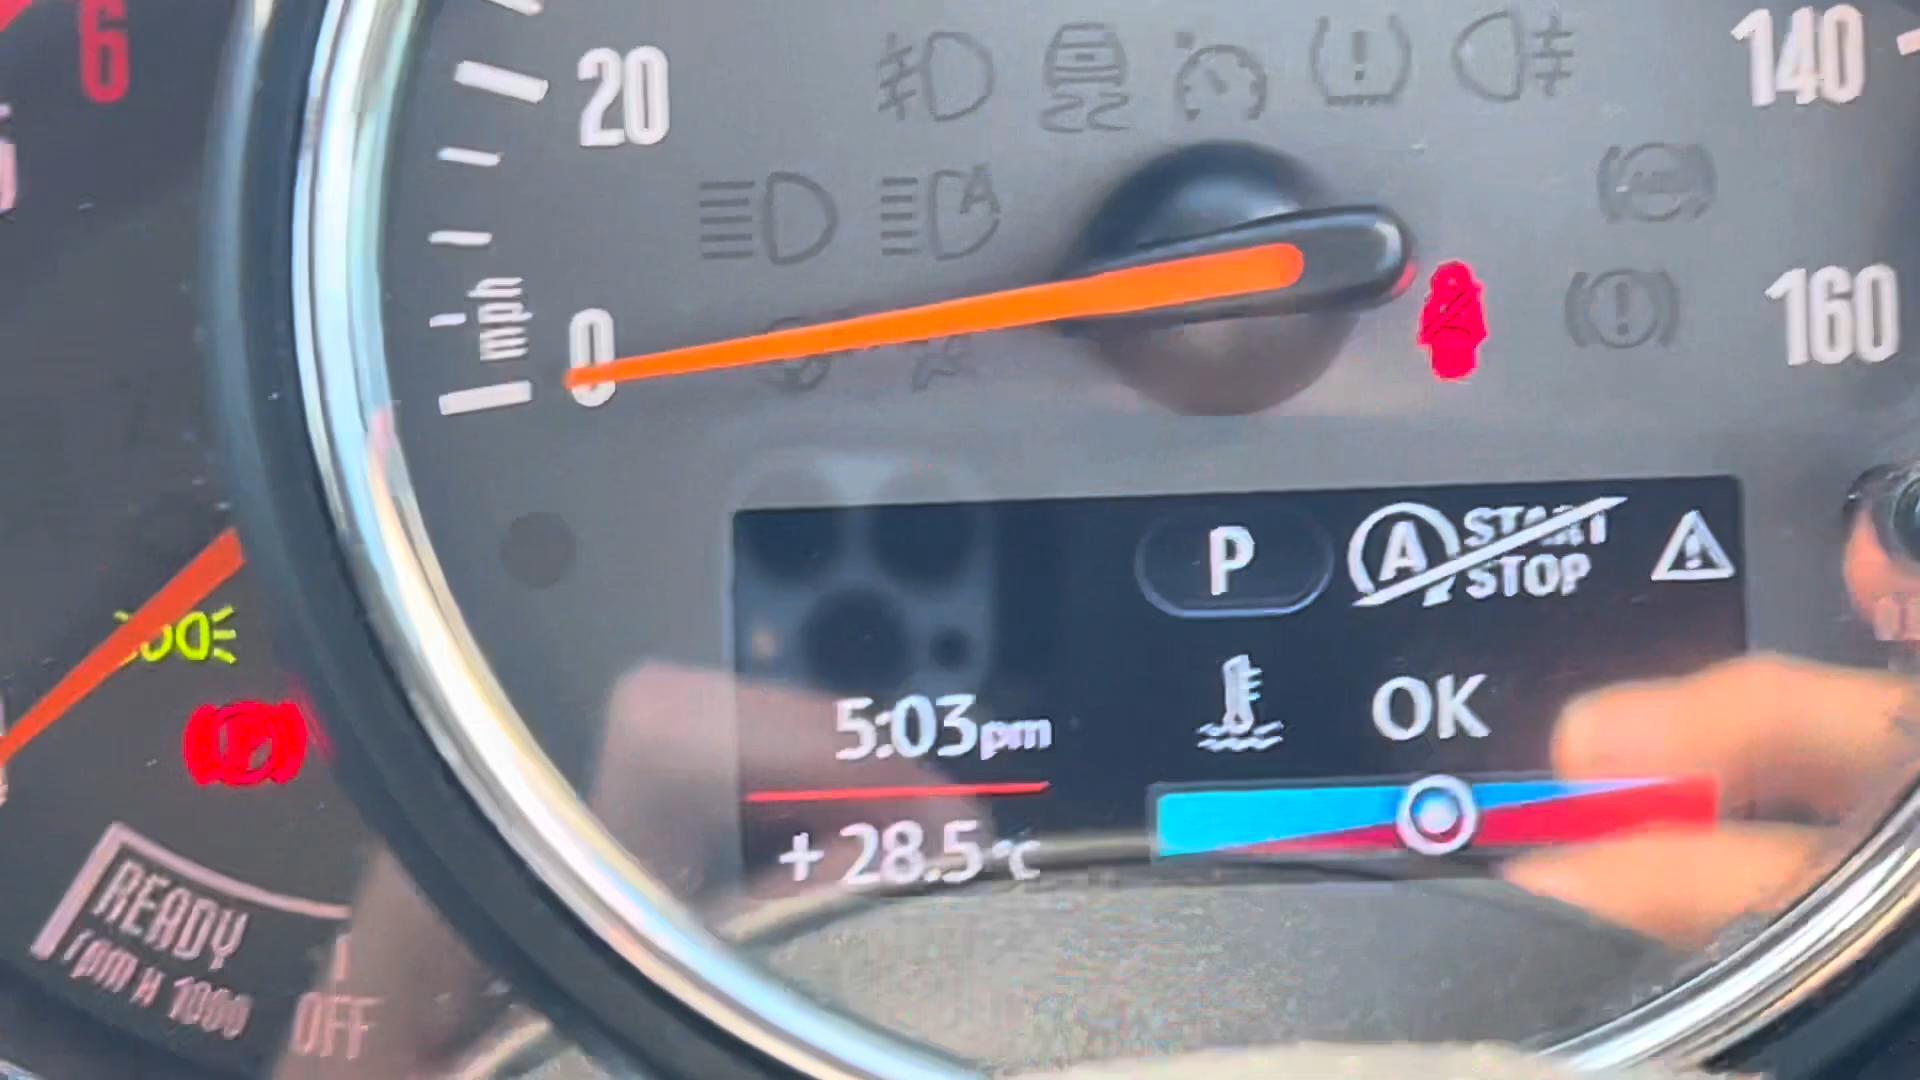 6
20
140
mph
0
160
P
A START STOP
5:03pm
OK
+28.5°C
READY
rpm x 1000
OFF